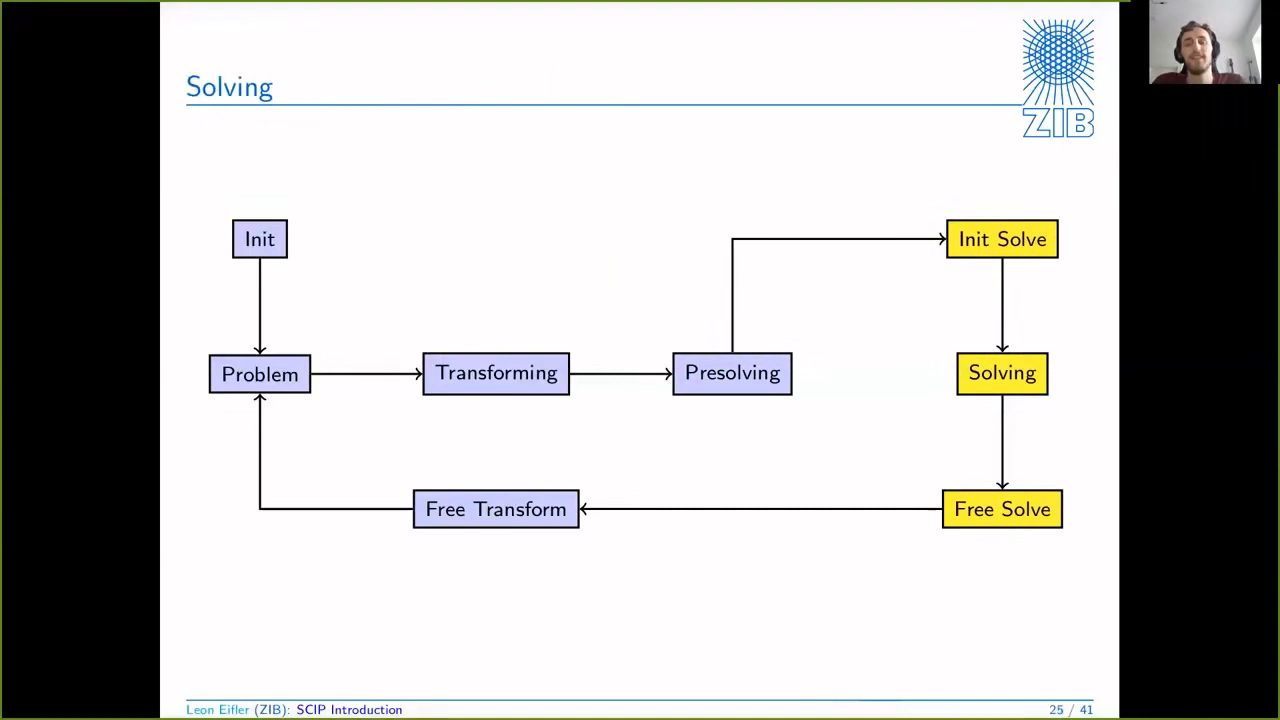 Solving
ZIB
Init
Init Solve
Problem
Transforming
Presolving
Solving
Free Transform
Free Solve
Leon Eifler (ZIB): SCIP Introduction
25 / 41